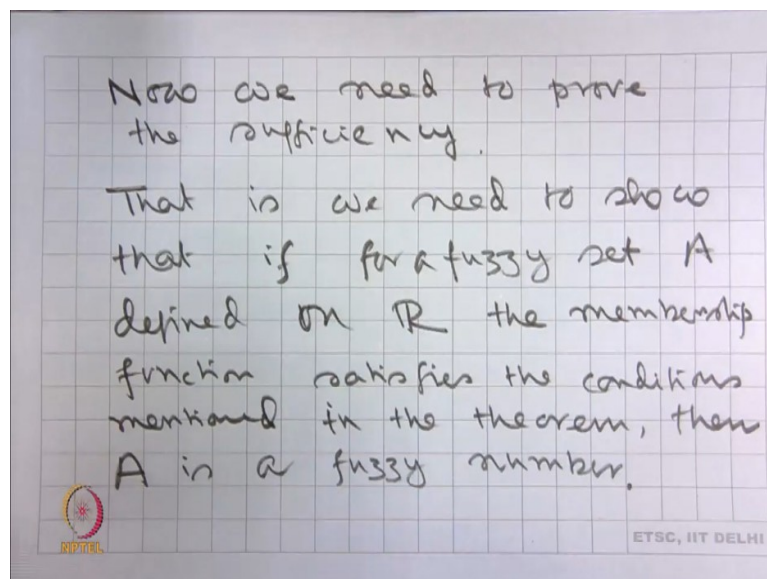 Now we need to prove
the sufficiency.
That is we need to show
that if for a fuzzy set A
defined on ℝ the membership
function satisfies the conditions
mentioned in the theorem, then
A is a fuzzy number.
NPTEL
ETSC, IIT DELHI